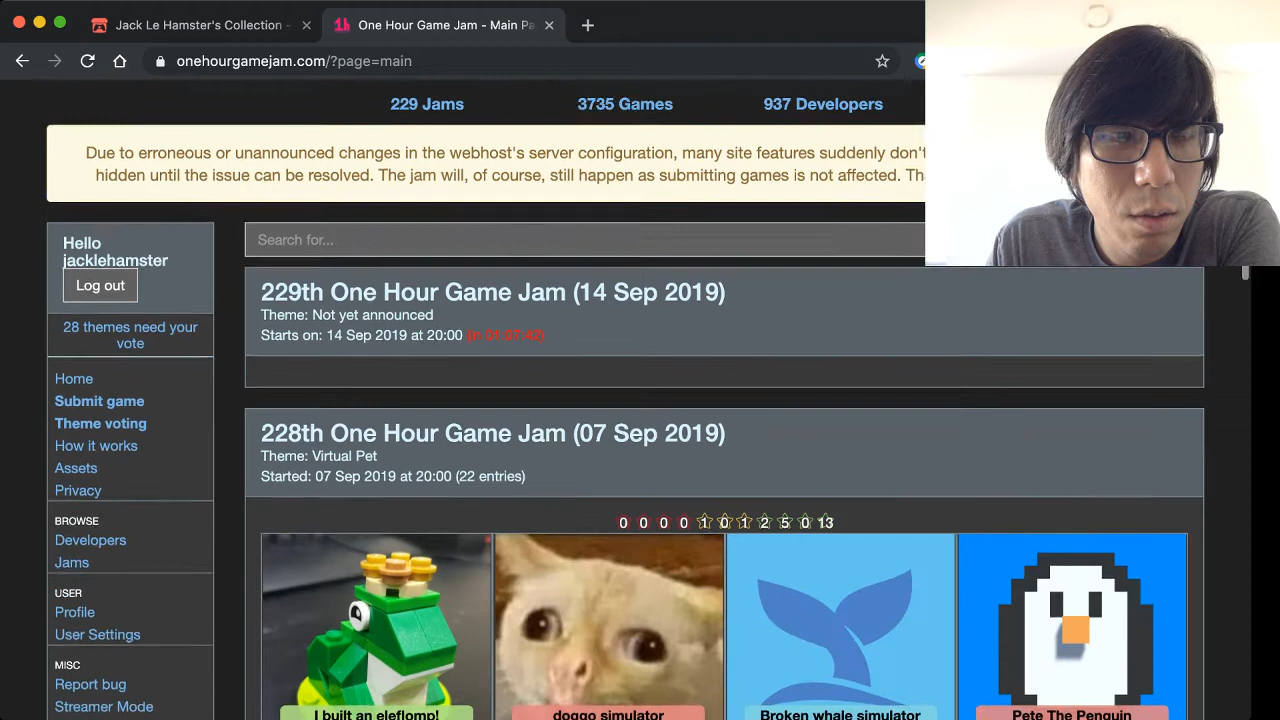 Jack Le Hamster's Collection -
One Hour Game Jam - Main Pa
onehourgamejam.com/?page=main
229 Jams
3735 Games
937 Developers
Due to erroneous or unannounced changes in the webhost's server configuration, many site features suddenly don't
hidden until the issue can be resolved. The jam will, of course, still happen as submitting games is not affected. Tha
Hello
jacklehamster
Log out
28 themes need your
vote
Home
Submit game
Theme voting
How it works
Assets
Privacy
BROWSE
Developers
Jams
USER
Profile
User Settings
MISC
Report bug
Streamer Mode
Search for...
229th One Hour Game Jam (14 Sep 2019)
Theme: Not yet announced
Starts on: 14 Sep 2019 at 20:00 (in 01:27:42)
228th One Hour Game Jam (07 Sep 2019)
Theme: Virtual Pet
Started: 07 Sep 2019 at 20:00 (22 entries)
0 0 0 0 1 0 1 2 5 0 13
I built an eleflomp!
doggo simulator
Broken whale simulator
Pete The Penguin